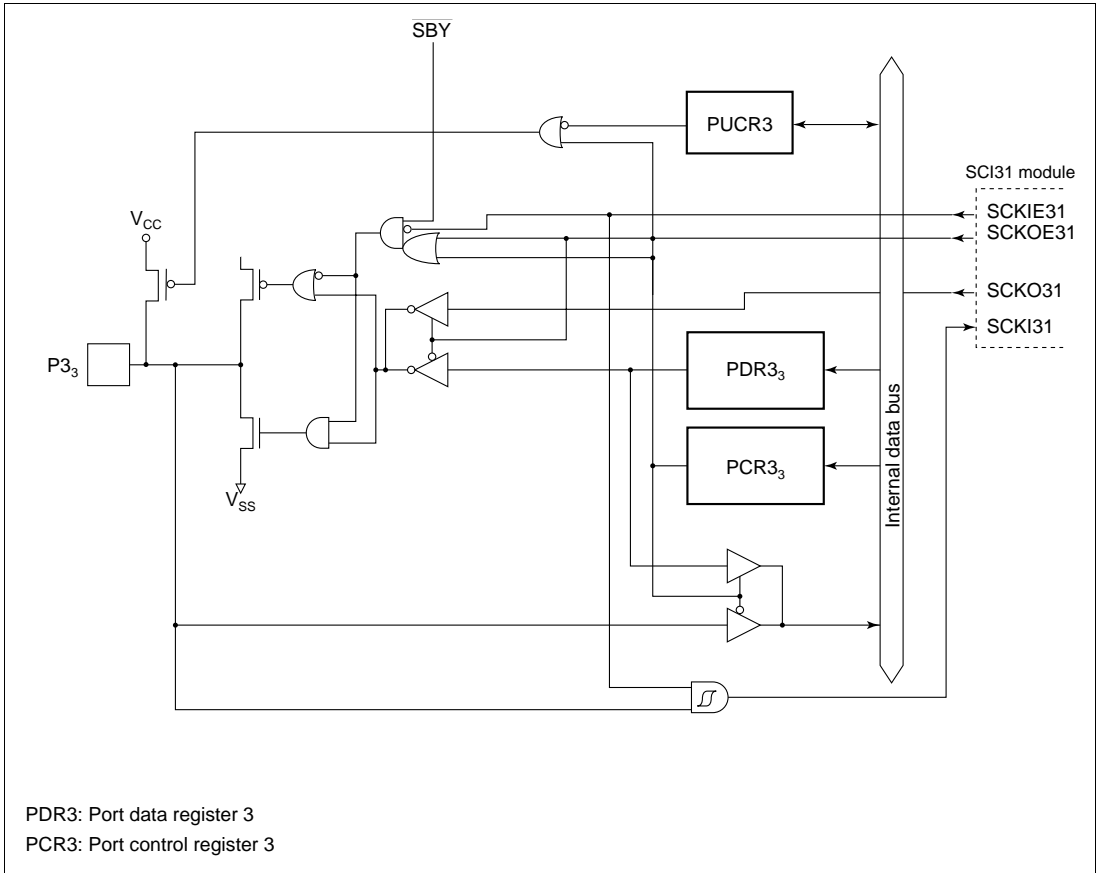 SBY
PUCR3
SCI31 module
SCKIE31
SCKOE31
VCC
SCKO31
SCKI31
P33
PDR33
PCR33
Internal data bus
VSS
PDR3: Port data register 3
PCR3: Port control register 3